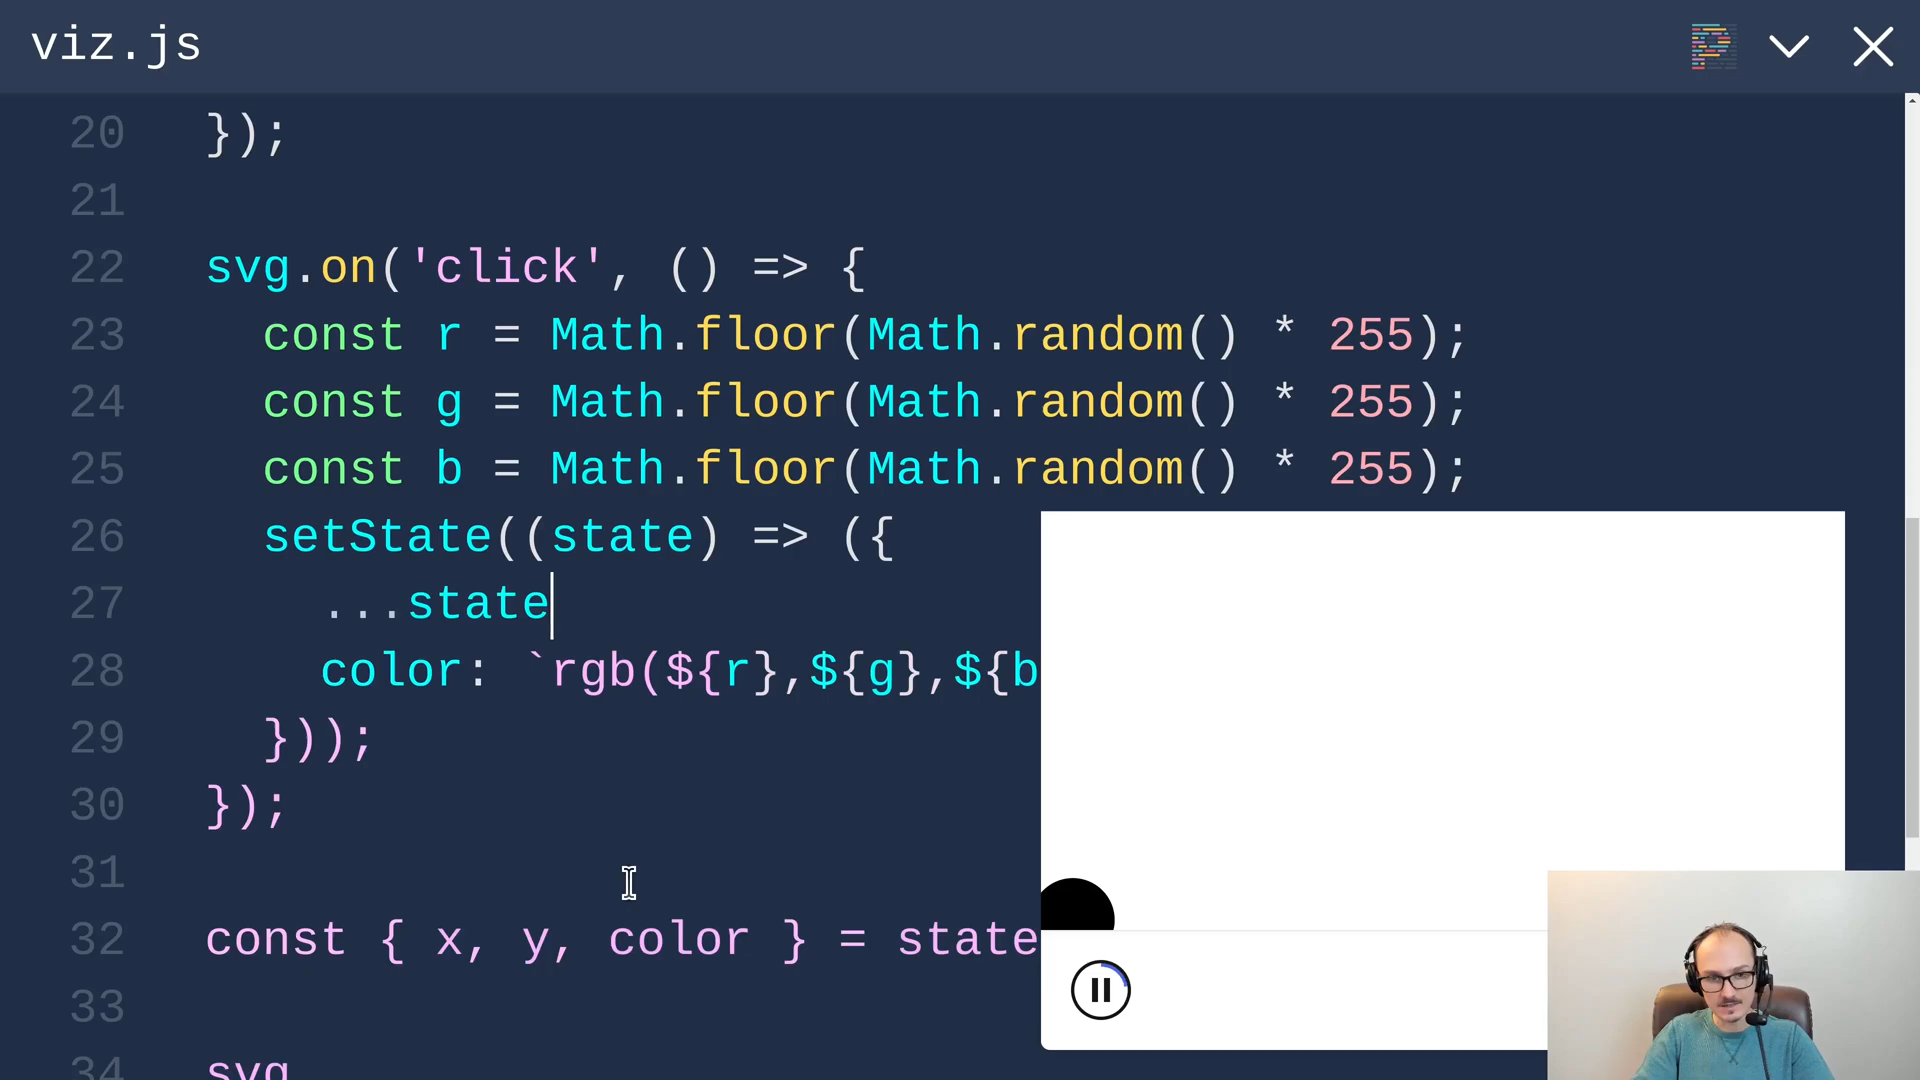 viz.js
20 });
21
22 svg.on('click', () => {
23 const r = Math.floor(Math.random() * 255);
24 const g = Math.floor(Math.random() * 255);
25 const b = Math.floor(Math.random() * 255);
26 setState((state) => ({
27 ...state
28 color: `rgb(${r},${g},${b
29 }));
30 });
31
32 const { x, y, color } = state
33
34 svg